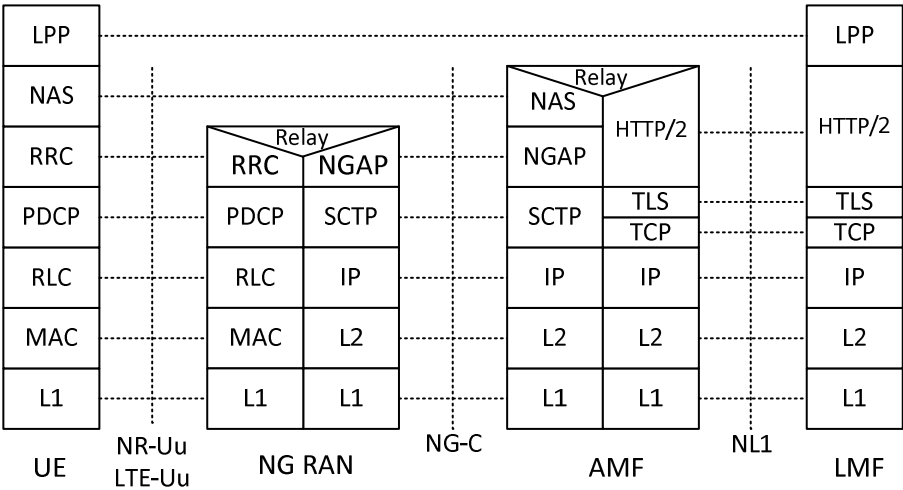 LPP
LPP
NAS
Relay
NAS
HTTP/2
HTTP/2
RRC
Relay
RRC
NGAP
NGAP
PDCP
PDCP
SCTP
SCTP
TLS
TLS
TCP
TCP
RLC
RLC
IP
IP
IP
IP
MAC
MAC
L2
L2
L2
L2
L1
L1
L1
L1
L1
L1
NR-Uu
LTE-Uu
NG-C
NL1
UE
NG RAN
AMF
LMF